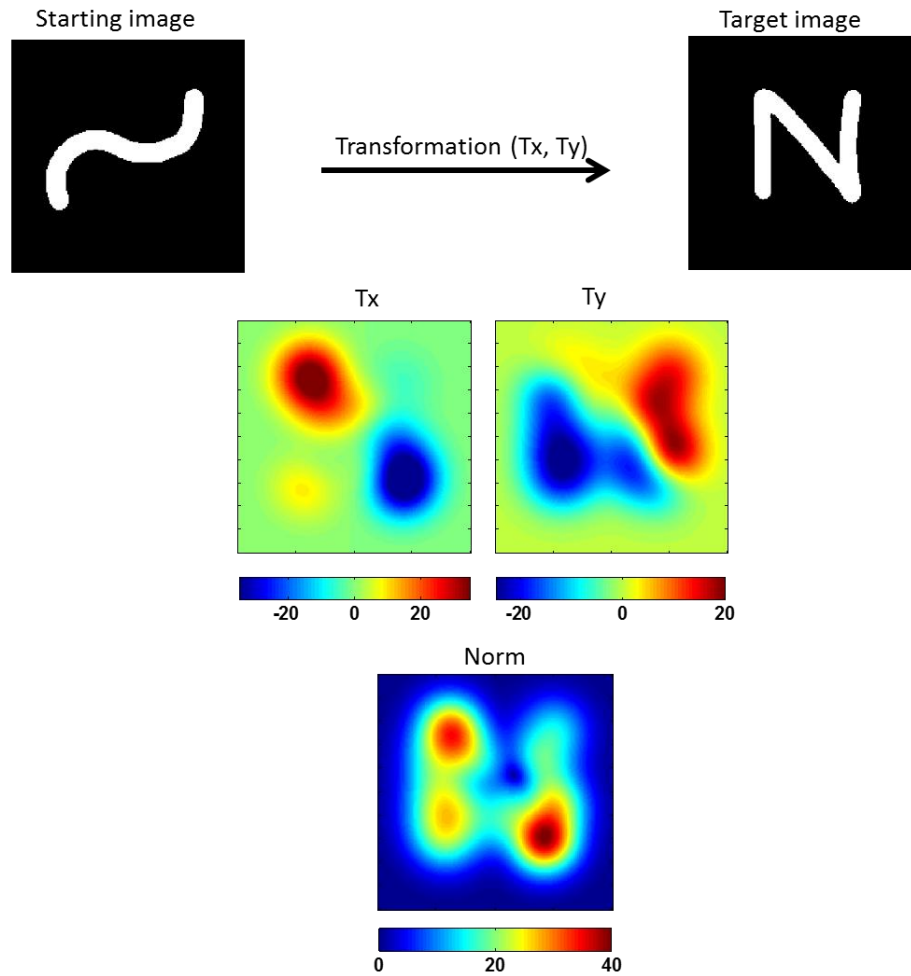 Starting image
Target image
Transformation (Tx, Ty)
N
Tx
Ty
-20 0 20
-20 0 20
Norm
0 20 40